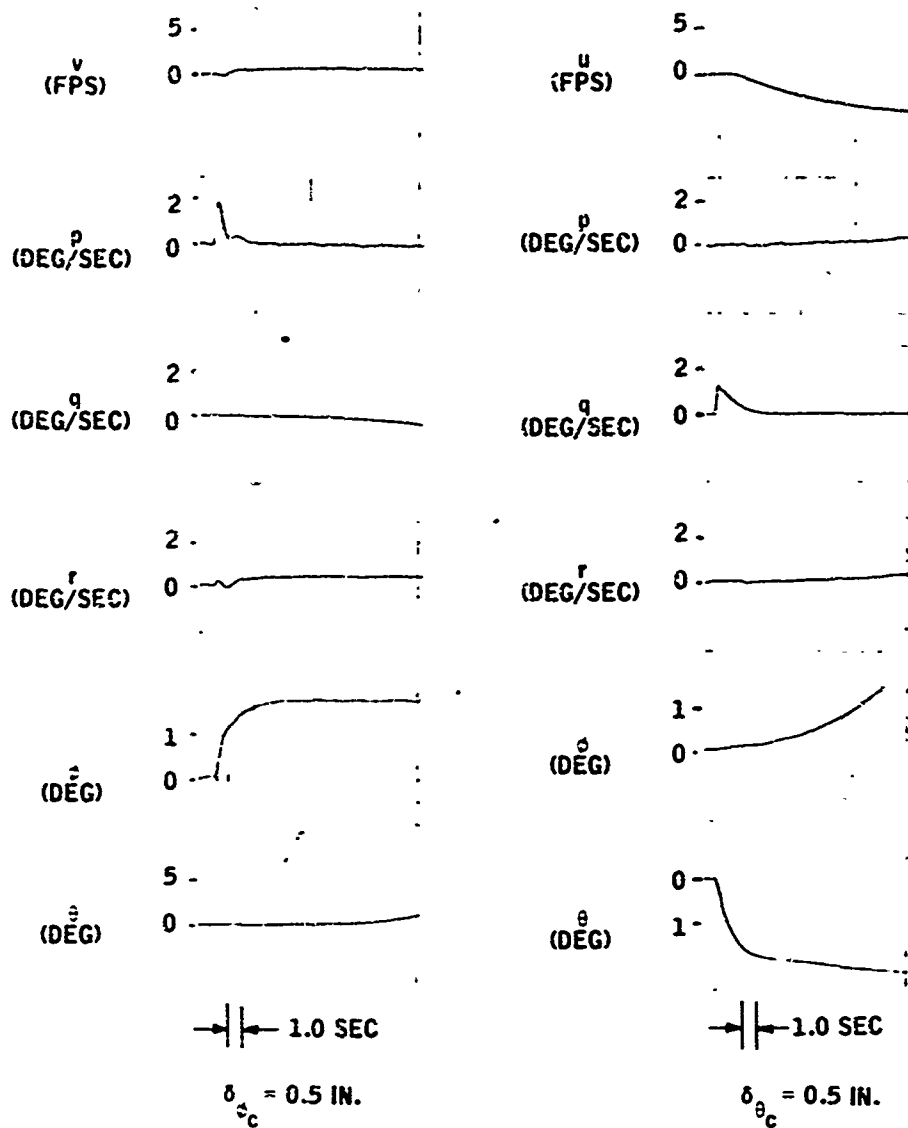 5
v
0
(FPS)
2
p
0
(DEG/SEC)
2
q
0
(DEG/SEC)
2
r
0
(DEG/SEC)
1
0
(DEG)
5
0
(DEG)
1.0 SEC
= 0.5 IN.
5
u
0
(FPS)
2
p
0
(DEG/SEC)
2
q
0
(DEG/SEC)
2
r
0
(DEG/SEC)
1
0
(DEG)
0
θ
1
(DEG)
1.0 SEC
δθc = 0.5 IN.